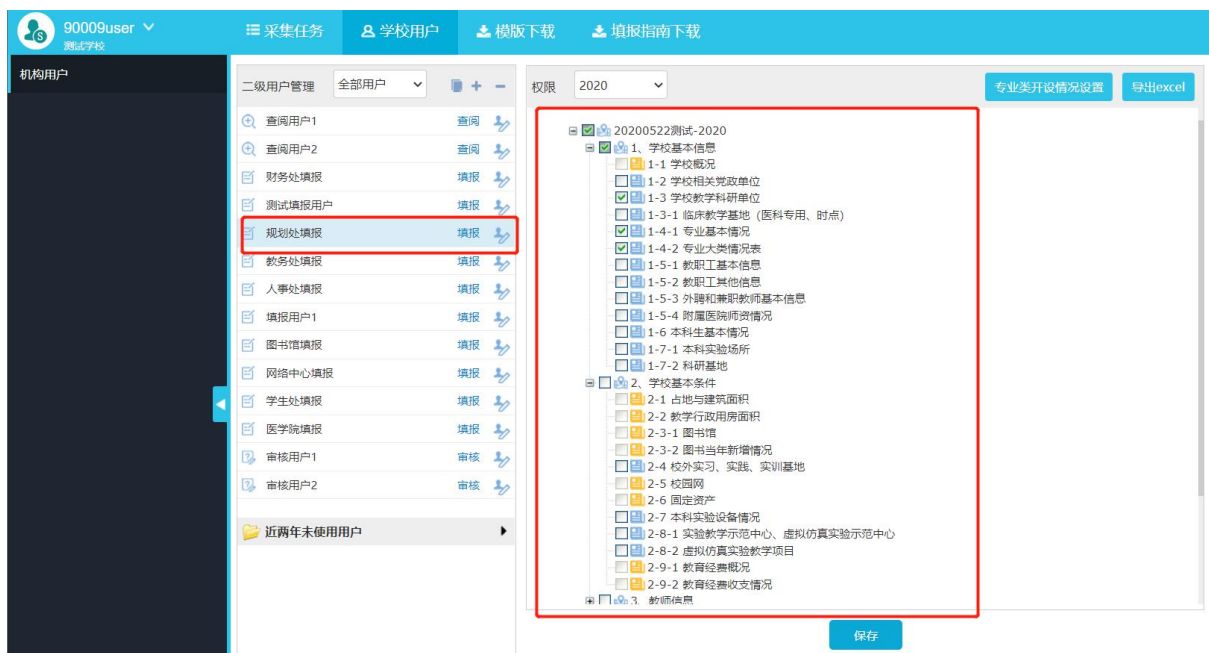 90009user
测试学校
采集任务
学校用户
模版下载
填报指南下载
机构用户
二级用户管理 全部用户
查阅用户1 查阅
查阅用户2 查阅
财务处填报 填报
测试填报用户 填报
规划处填报 填报
教务处填报 填报
人事处填报 填报
填报用户1 填报
图书馆填报 填报
网络中心填报 填报
学生处填报 填报
医学院填报 填报
审核用户1 审核
审核用户2 审核
近两年未使用用户
权限 2020 专业类开设情况设置 导出excel
20200522测试-2020
1、学校基本信息
1-1 学校概况
1-2 学校相关党政单位
1-3 学校教学科研单位
1-3-1 临床教学基地（医科专用、时点）
1-4-1 专业基本情况
1-4-2 专业大类情况表
1-5-1 教职工基本信息
1-5-2 教职工其他信息
1-5-3 外聘和兼职教师基本信息
1-5-4 附属医院师资情况
1-6 本科生基本情况
1-7-1 本科实验场所
1-7-2 科研基地
2、学校基本条件
2-1 占地与建筑面积
2-2 教学行政用房面积
2-3-1 图书馆
2-3-2 图书当年新增情况
2-4 校外实习、实践、实训基地
2-5 校园网
2-6 固定资产
2-7 本科实验设备情况
2-8-1 实验教学示范中心、虚拟仿真实验示范中心
2-8-2 虚拟仿真实验教学项目
2-9-1 教育经费概况
2-9-2 教育经费收支情况
3、教师信息
保存